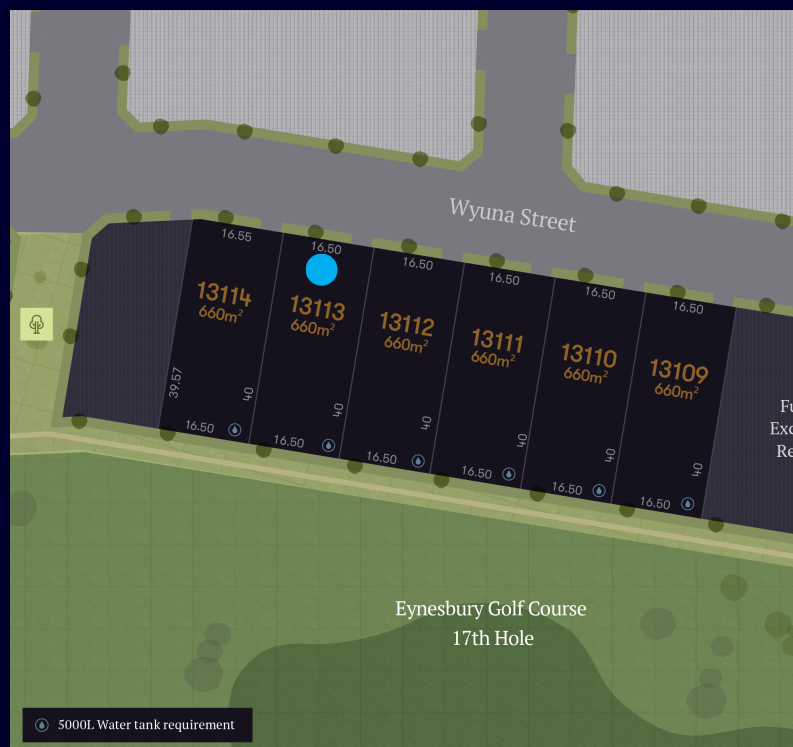 Wyuna Street
16.55
16.50
16.50
16.50
16.50
16.50
13114
660m²
13113
660m²
13112
660m²
13111
660m²
13110
660m²
13109
660m²
39.57
40
40
40
40
40
40
16.50
16.50
16.50
16.50
16.50
16.50
Eynesbury Golf Course
17th Hole
5000L Water tank requirement